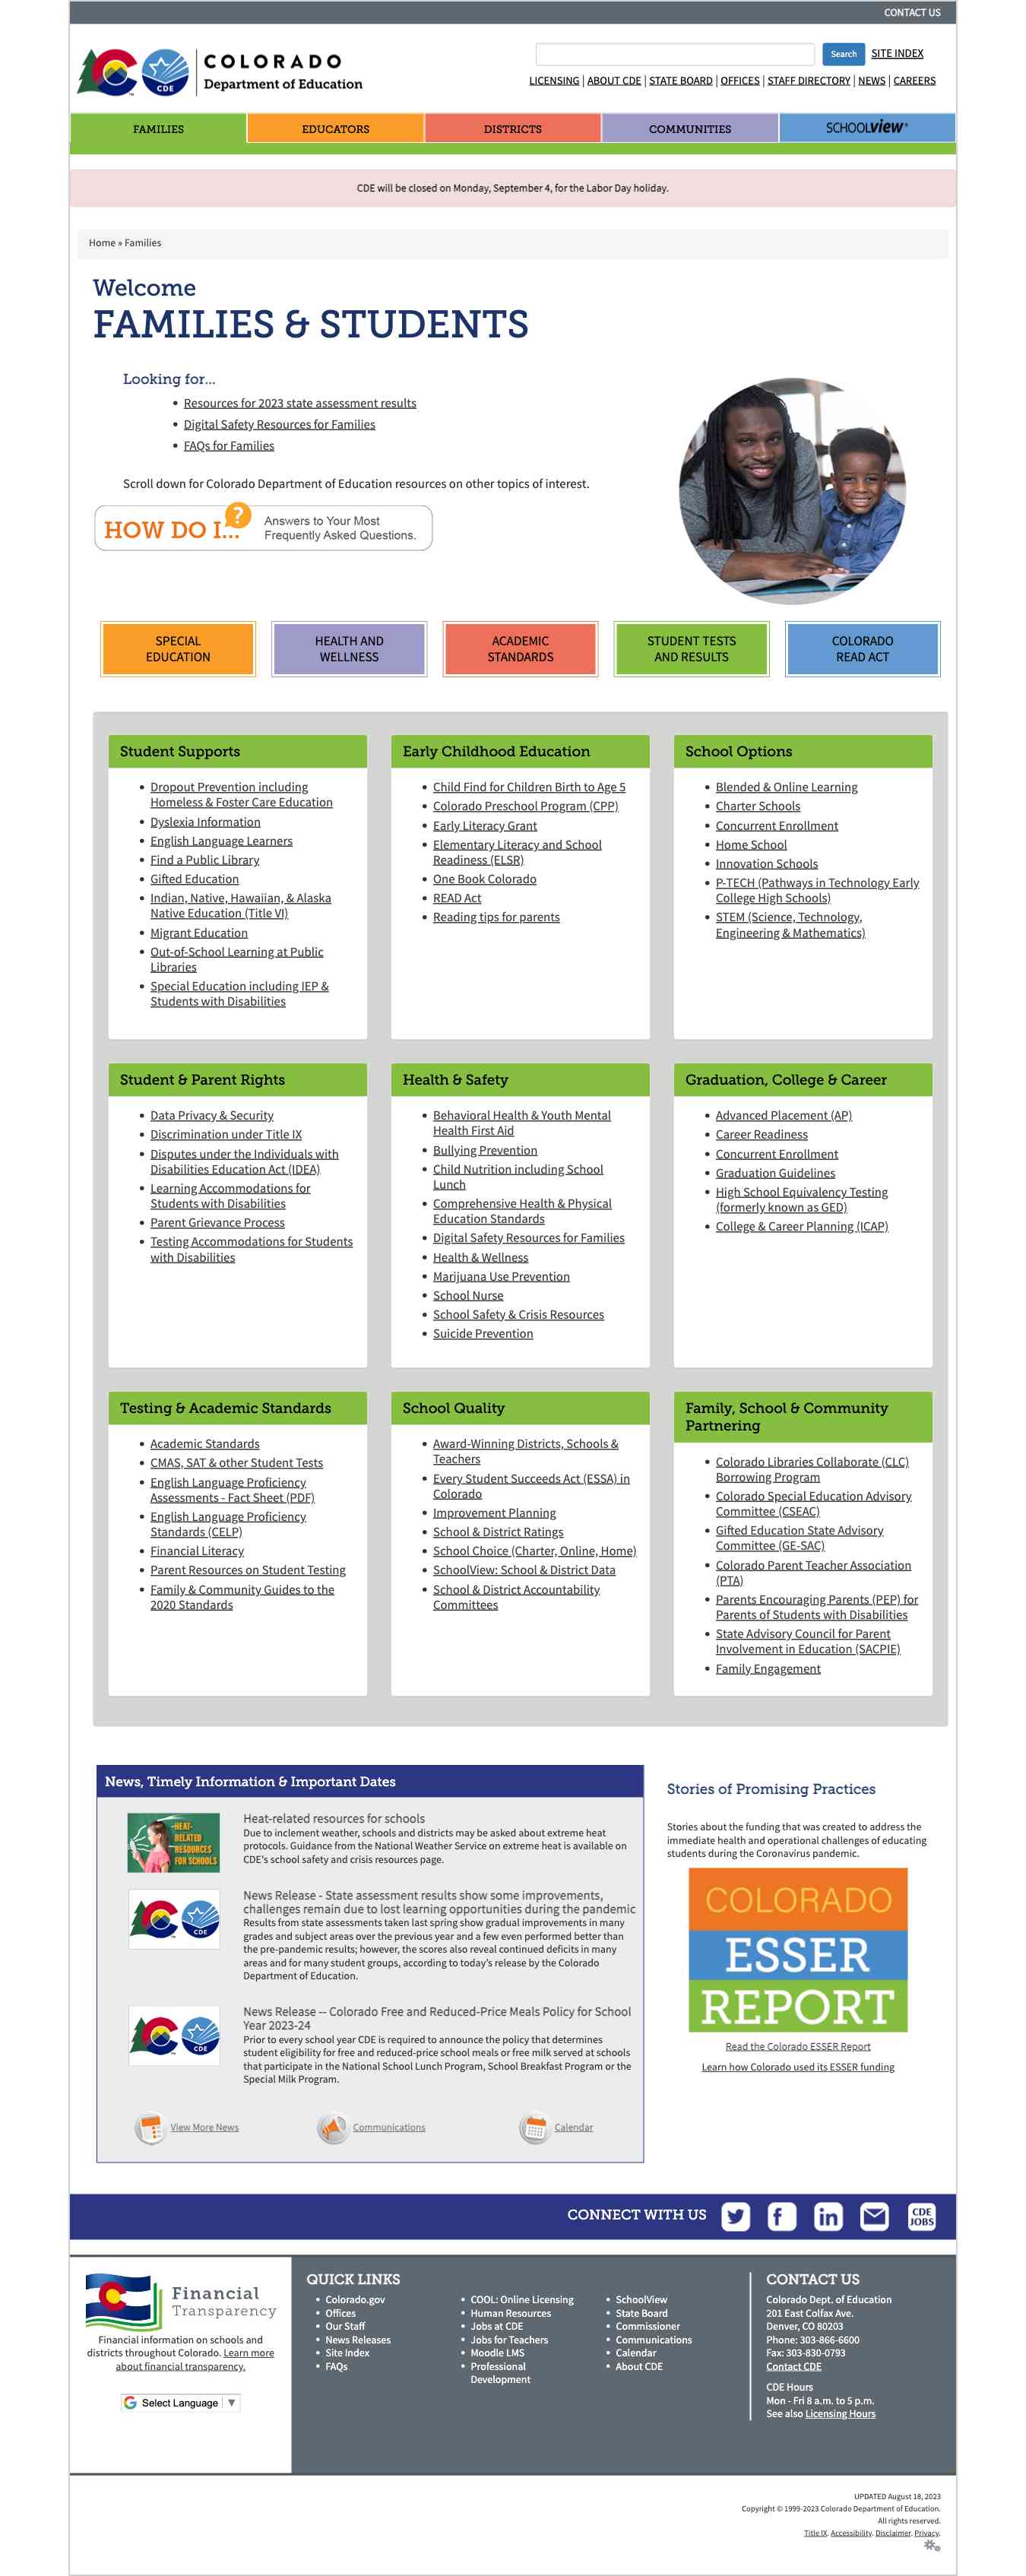 CONTACT US
COLORADO
Department of Education
CDE
Search
SITE INDEX
LICENSING | ABOUT CDE | STATE BOARD | OFFICES | STAFF DIRECTORY | NEWS | CAREERS
FAMILIES
EDUCATORS
DISTRICTS
COMMUNITIES
SCHOOLVIEW®
CDE will be closed on Monday, September 4, for the Labor Day holiday.
Home » Families
Welcome
FAMILIES & STUDENTS
Looking for...
Resources for 2023 state assessment results
Digital Safety Resources for Families
FAQs for Families
Scroll down for Colorado Department of Education resources on other topics of interest.
HOW DO I...
?
Answers to Your Most
Frequently Asked Questions.
SPECIAL
EDUCATION
HEALTH AND
WELLNESS
ACADEMIC
STANDARDS
STUDENT TESTS
AND RESULTS
COLORADO
READ ACT
Student Supports
Dropout Prevention including
Homeless & Foster Care Education
Dyslexia Information
English Language Learners
Find a Public Library
Gifted Education
Indian, Native, Hawaiian, & Alaska
Native Education (Title VI)
Migrant Education
Out-of-School Learning at Public
Libraries
Special Education including IEP &
Students with Disabilities
Early Childhood Education
Child Find for Children Birth to Age 5
Colorado Preschool Program (CPP)
Early Literacy Grant
Elementary Literacy and School
Readiness (ELSR)
One Book Colorado
READ Act
Reading tips for parents
School Options
Blended & Online Learning
Charter Schools
Concurrent Enrollment
Home School
Innovation Schools
P-TECH (Pathways in Technology Early
College High Schools)
STEM (Science, Technology,
Engineering & Mathematics)
Student & Parent Rights
Data Privacy & Security
Discrimination under Title IX
Disputes under the Individuals with
Disabilities Education Act (IDEA)
Learning Accommodations for
Students with Disabilities
Parent Grievance Process
Testing Accommodations for Students
with Disabilities
Health & Safety
Behavioral Health & Youth Mental
Health First Aid
Bullying Prevention
Child Nutrition including School
Lunch
Comprehensive Health & Physical
Education Standards
Digital Safety Resources for Families
Health & Wellness
Marijuana Use Prevention
School Nurse
School Safety & Crisis Resources
Suicide Prevention
Graduation, College & Career
Advanced Placement (AP)
Career Readiness
Concurrent Enrollment
Graduation Guidelines
High School Equivalency Testing
(formerly known as GED)
College & Career Planning (ICAP)
Testing & Academic Standards
Academic Standards
CMAS, SAT & other Student Tests
English Language Proficiency
Assessments - Fact Sheet (PDF)
English Language Proficiency
Standards (CELP)
Financial Literacy
Parent Resources on Student Testing
Family & Community Guides to the
2020 Standards
School Quality
Award-Winning Districts, Schools &
Teachers
Every Student Succeeds Act (ESSA) in
Colorado
Improvement Planning
School & District Ratings
School Choice (Charter, Online, Home)
SchoolView: School & District Data
School & District Accountability
Committees
Family, School & Community
Partnering
Colorado Libraries Collaborate (CLC)
Borrowing Program
Colorado Special Education Advisory
Committee (CSEAC)
Gifted Education State Advisory
Committee (GE-SAC)
Colorado Parent Teacher Association
(PTA)
Parents Encouraging Parents (PEP) for
Parents of Students with Disabilities
State Advisory Council for Parent
Involvement in Education (SACPIE)
Family Engagement
News, Timely Information & Important Dates
HEAT-
RELATED
RESOURCES
FOR SCHOOLS
Heat-related resources for schools
Due to inclement weather, schools and districts may be asked about extreme heat
protocols. Guidance from the National Weather Service on extreme heat is available on
CDE's school safety and crisis resources page.
CDE
News Release - State assessment results show some improvements,
challenges remain due to lost learning opportunities during the pandemic
Results from state assessments taken last spring show gradual improvements in many
grades and subject areas over the previous year and a few even performed better than
the pre-pandemic results; however, the scores also reveal continued deficits in many
areas and for many student groups, according to today's release by the Colorado
Department of Education.
CDE
News Release -- Colorado Free and Reduced-Price Meals Policy for School
Year 2023-24
Prior to every school year CDE is required to announce the policy that determines
student eligibility for free and reduced-price school meals or free milk served at schools
that participate in the National School Lunch Program, School Breakfast Program or the
Special Milk Program.
View More News
Communications
Calendar
Stories of Promising Practices
Stories about the funding that was created to address the
immediate health and operational challenges of educating
students during the Coronavirus pandemic.
COLORADO
ESSER
REPORT
Read the Colorado ESSER Report
Learn how Colorado used its ESSER funding
CONNECT WITH US
CDE
JOBS
Financial
Transparency
Financial information on schools and
districts throughout Colorado. Learn more
about financial transparency.
Select Language ▼
QUICK LINKS
Colorado.gov
Offices
Our Staff
News Releases
Site Index
FAQs
COOL: Online Licensing
Human Resources
Jobs at CDE
Jobs for Teachers
Moodle LMS
Professional
Development
SchoolView
State Board
Commissioner
Communications
Calendar
About CDE
CONTACT US
Colorado Dept. of Education
201 East Colfax Ave.
Denver, CO 80203
Phone: 303-866-6600
Fax: 303-830-0793
Contact CDE
CDE Hours
Mon - Fri 8 a.m. to 5 p.m.
See also Licensing Hours
UPDATED August 18, 2023
Copyright © 1999-2023 Colorado Department of Education.
All rights reserved.
Title IX. Accessibility. Disclaimer. Privacy.